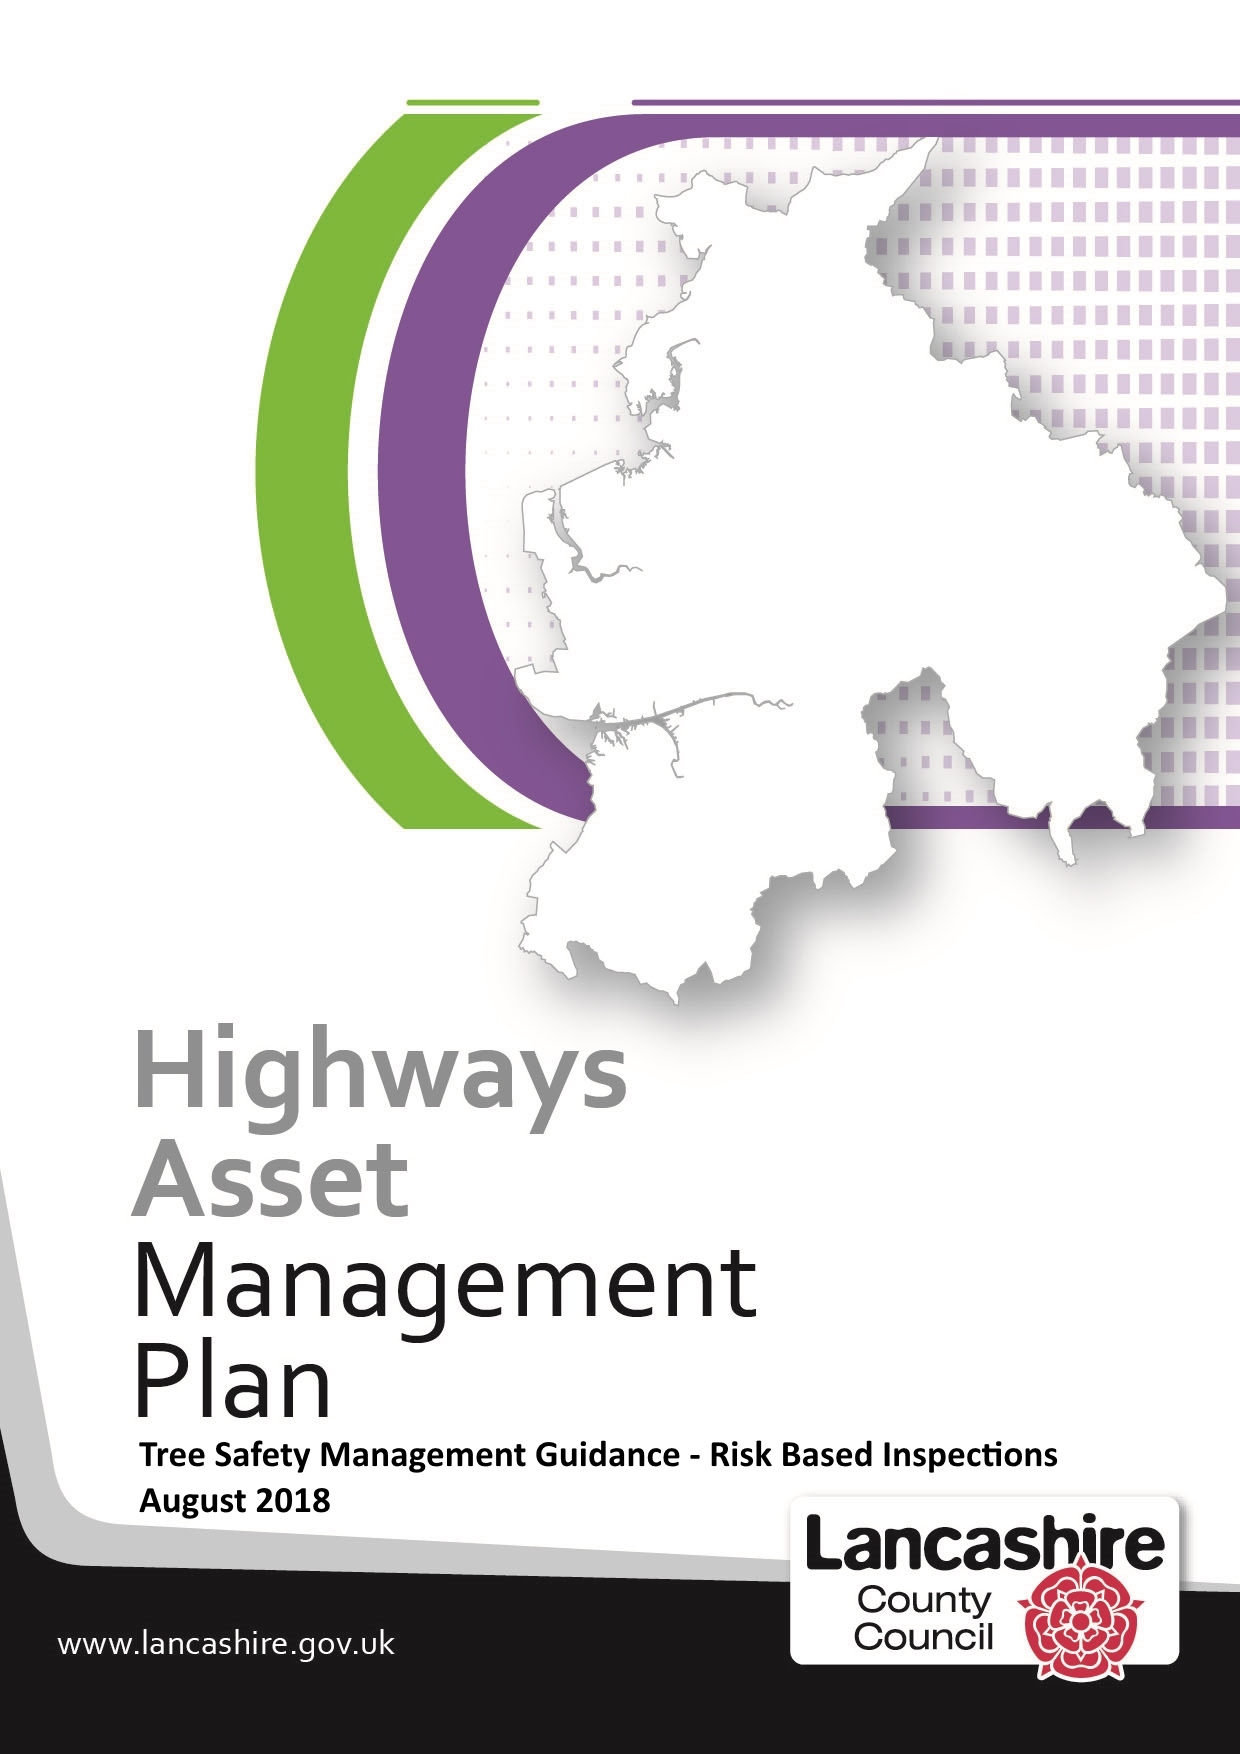 Highways
Asset
Management
Plan
Tree Safety Management Guidance - Risk Based Inspections
August 2018
Lancashire
County
Council
www.lancashire.gov.uk